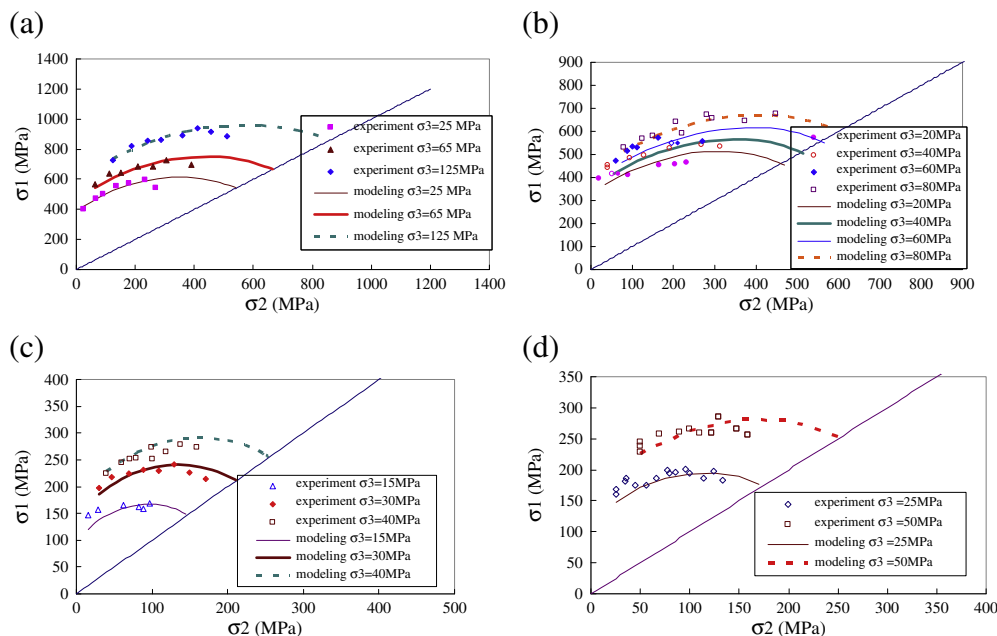 (a)
1400
1200
1000
800
600
400
200
0
σ1 (MPa)
0 200 400 600 800 1000 1200 1400
σ2 (MPa)
experiment σ3=25 MPa
experiment σ3=65 MPa
experiment σ3=125MPa
modeling σ3=25 MPa
modeling σ3=65 MPa
modeling σ3=125 MPa
(b)
900
800
700
600
500
400
300
200
100
0
σ1 (MPa)
0 100 200 300 400 500 600 700 800 900
σ2 (MPa)
experiment σ3=20MPa
experiment σ3=40MPa
experiment σ3=60MPa
experiment σ3=80MPa
modeling σ3=20MPa
modeling σ3=40MPa
modeling σ3=60MPa
modeling σ3=80MPa
(c)
400
350
300
250
200
150
100
50
0
σ1 (MPa)
0 100 200 300 400 500
σ2 (MPa)
experiment σ3=15MPa
experiment σ3=30MPa
experiment σ3=40MPa
modeling σ3=15MPa
modeling σ3=30MPa
modeling σ3=40MPa
(d)
350
300
250
200
150
100
50
0
σ1 (MPa)
0 50 100 150 200 250 300 350 400
σ2 (MPa)
experiment σ3 =25MPa
experiment σ3 =50MPa
modeling σ3 =25MPa
modeling σ3 =50MPa